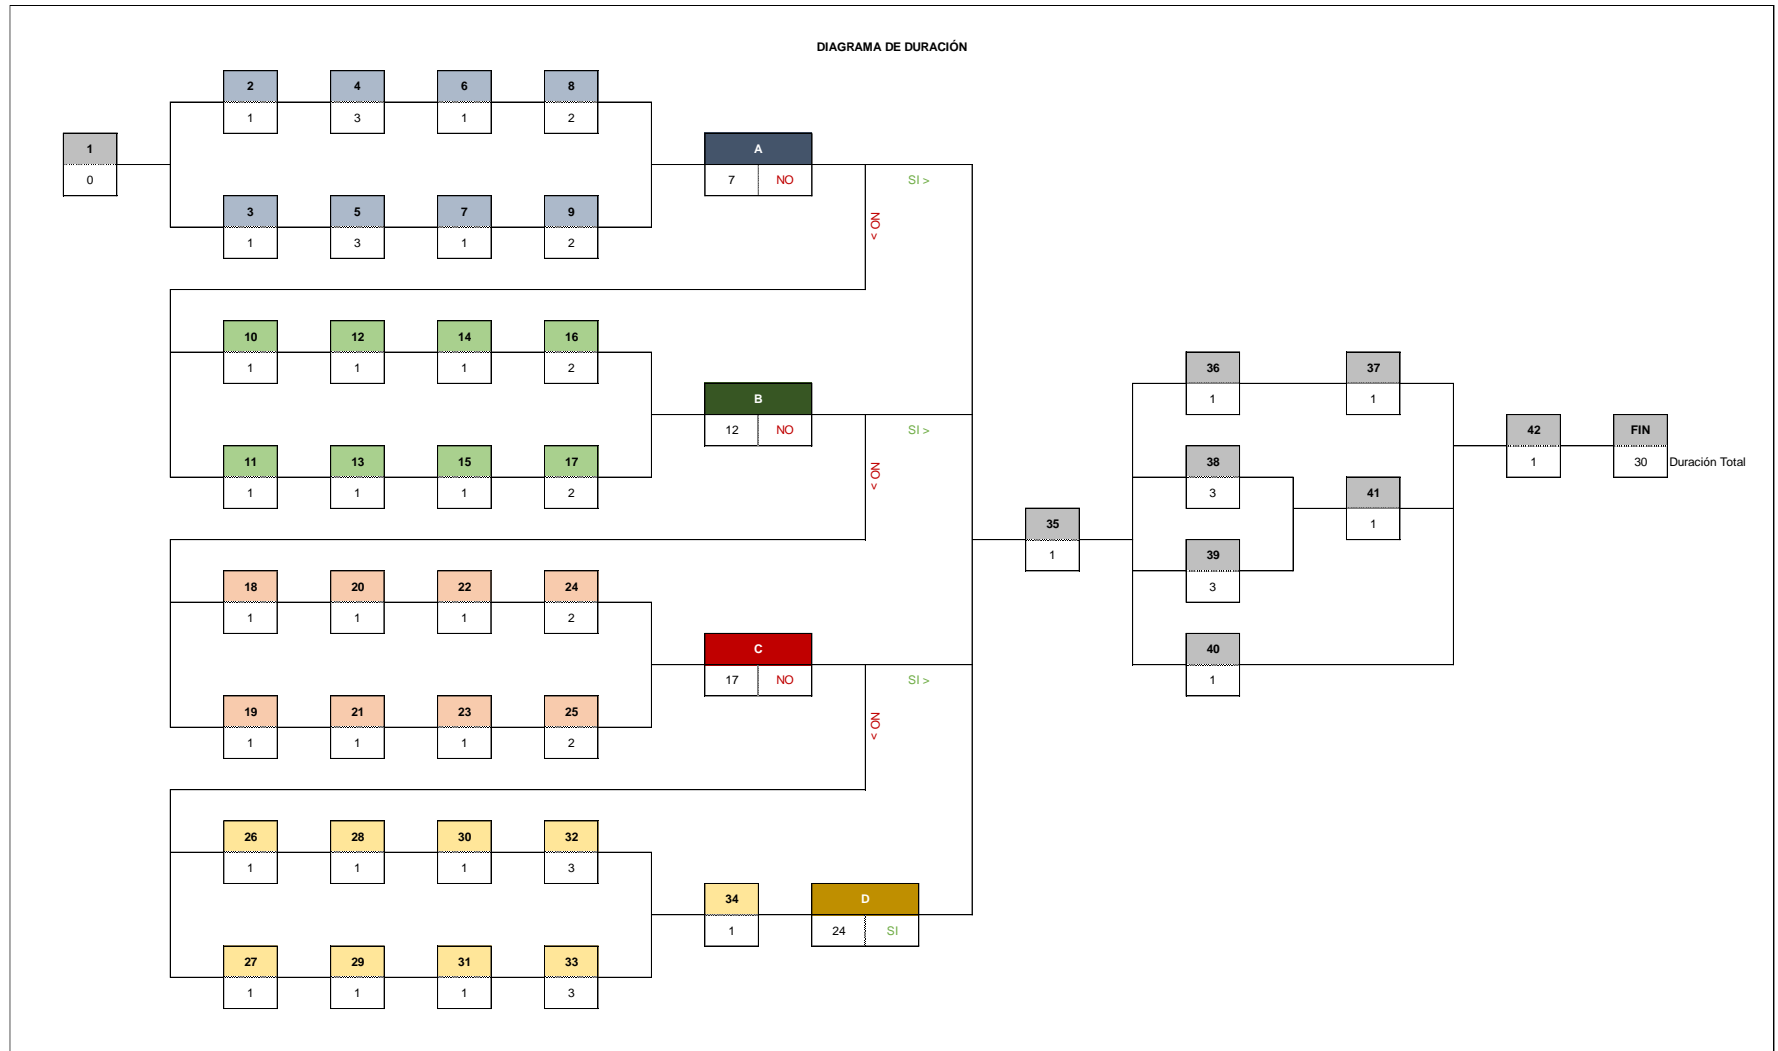 DIAGRAMA DE DURACIÓN
2 4 6 8
1 3 1 2
1
0
A
7 NO
SI >
NO <
3 5 7 9
1 3 1 2
10 12 14 16
1 1 1 2
B
12 NO
SI >
NO <
11 13 15 17
1 1 1 2
18 20 22 24
1 1 1 2
C
17 NO
SI >
NO <
19 21 23 25
1 1 1 2
26 28 30 32
1 1 1 3
34
1
D
24 SI
27 29 31 33
1 1 1 3
35
1
36 37
1 1
38
3
41
1
39
3
40
1
42
1
FIN
30 Duración Total